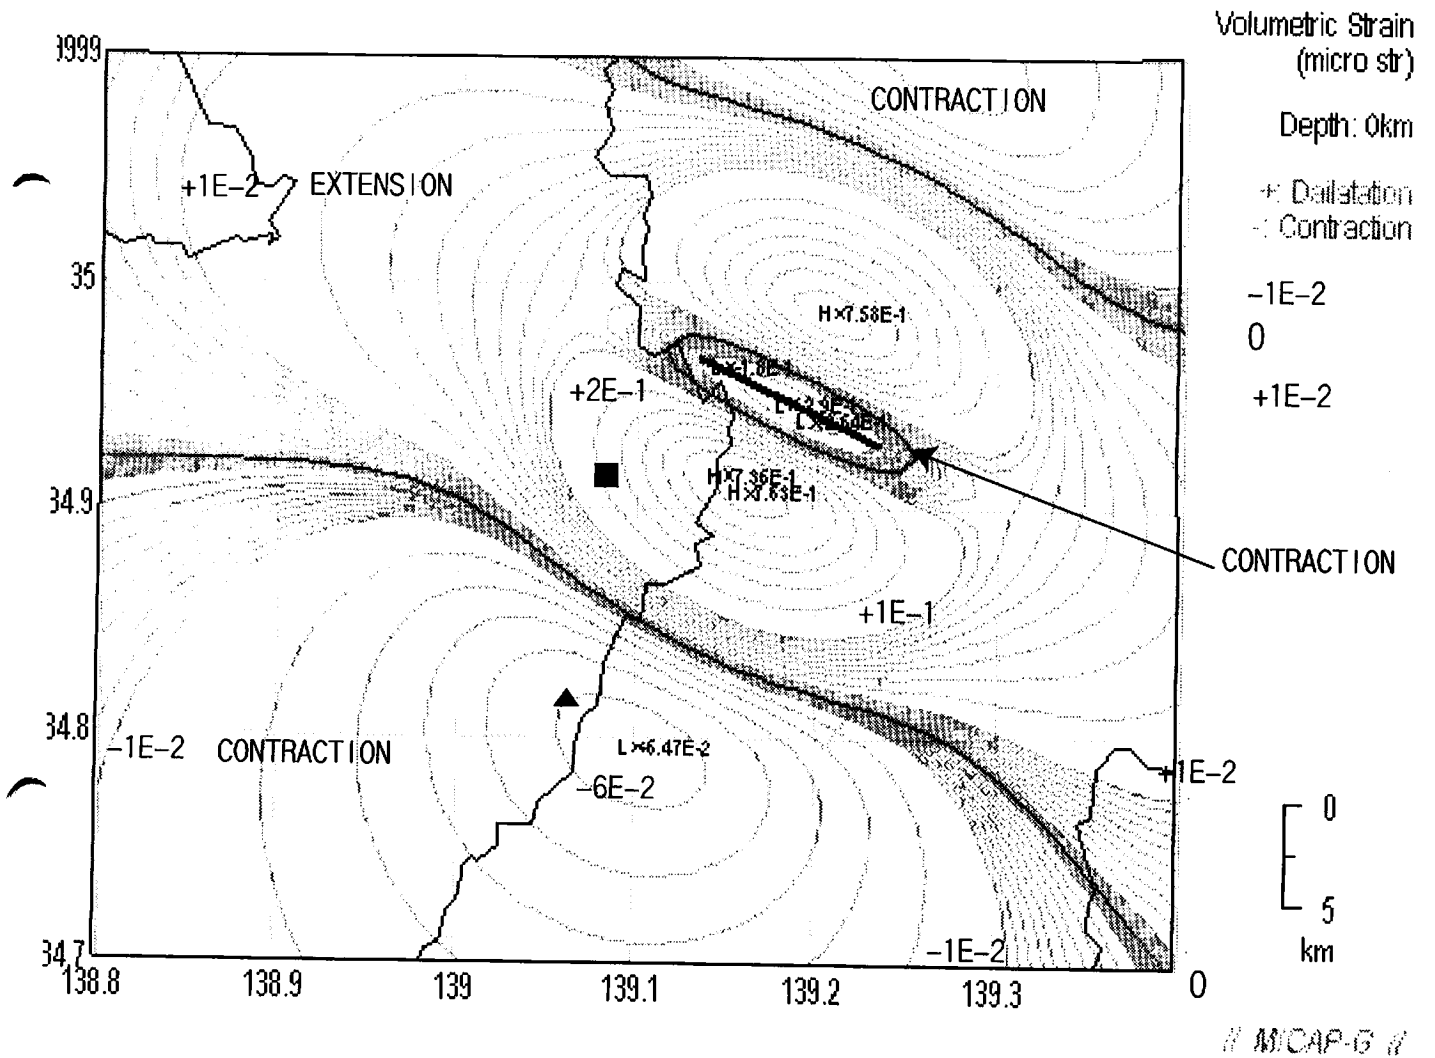 Volumetric Strain
(micro str)
Depth: 0km
+: Dailatation
-: Contraction
-1E-2
0
+1E-2
9999
35
34.9
34.8
34.7
138.8
138.9
139
139.1
139.2
139.3
0
CONTRACTION
+1E-2 EXTENSION
H×7.58E-1
+2E-1
H×7.36E-1
H×7.63E-1
CONTRACTION
+1E-1
-1E-2 CONTRACTION
L×-6.47E-2
-6E-2
+1E-2
-1E-2
0
5
km
// MICAP-G //